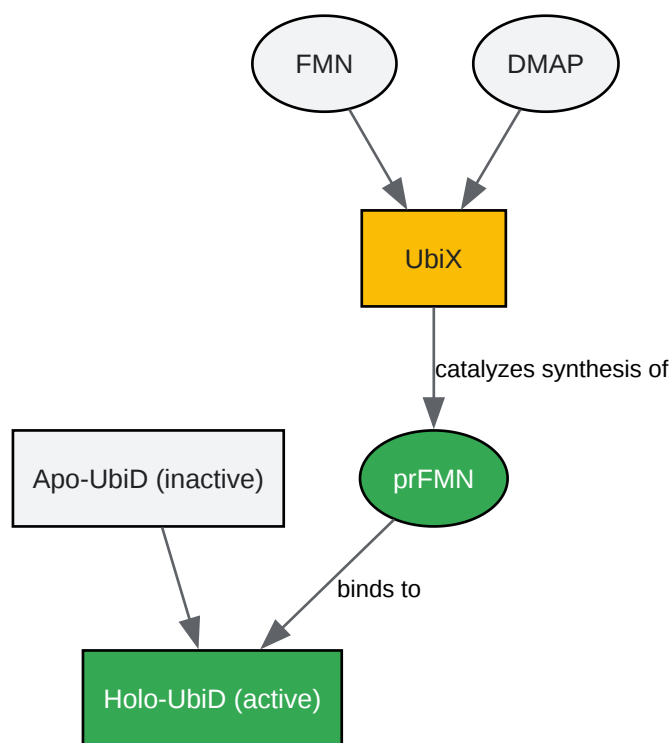 FMN
DMAP
UbiX
catalyzes synthesis of
Apo-UbiD (inactive)
prFMN
binds to
Holo-UbiD (active)